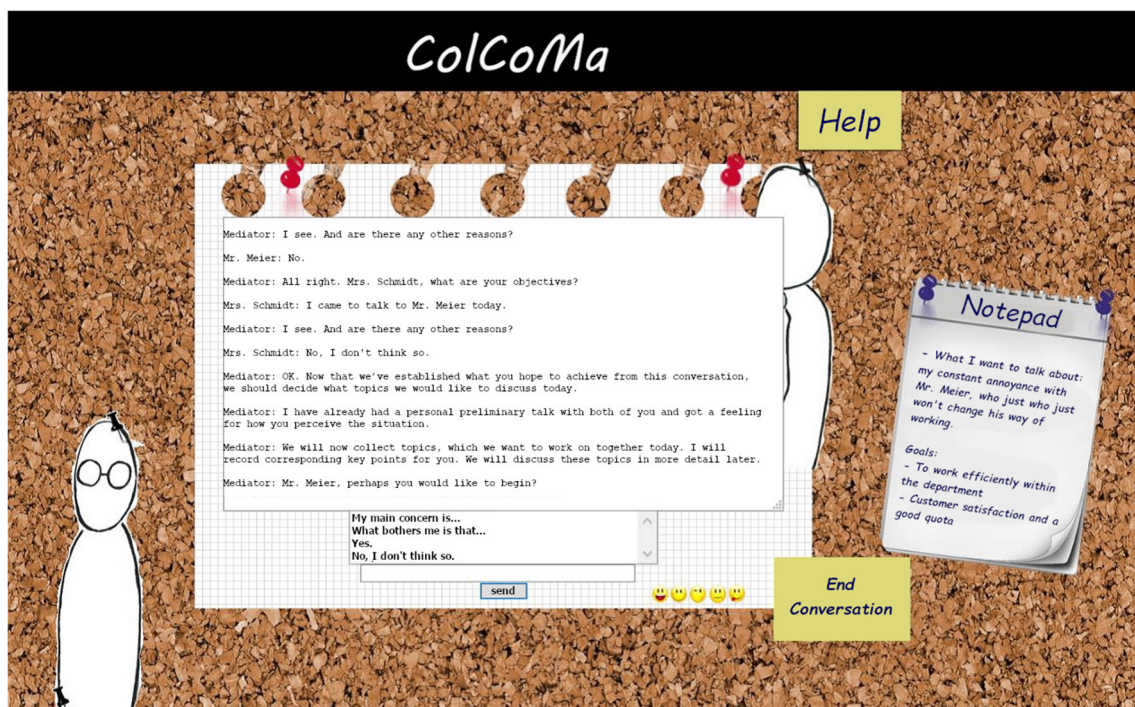 ColCoMa
Help
Mediator: I see. And are there any other reasons?
Mr. Meier: No.
Mediator: All right. Mrs. Schmidt, what are your objectives?
Mrs. Schmidt: I came to talk to Mr. Meier today.
Mediator: I see. And are there any other reasons?
Mrs. Schmidt: No, I don't think so.
Mediator: OK. Now that we've established what you hope to achieve from this conversation,
we should decide what topics we would like to discuss today.
Mediator: I have already had a personal preliminary talk with both of you and got a feeling
for how you perceive the situation.
Mediator: We will now collect topics, which we want to work on together today. I will
record corresponding key points for you. We will discuss these topics in more detail later.
Mediator: Mr. Meier, perhaps you would like to begin?
My main concern is...
What bothers me is that...
Yes.
No, I don't think so.
send
Notepad
- What I want to talk about:
my constant annoyance with
Mr. Meier, who just who just
won't change his way of
working.
Goals:
- To work efficiently within
the department
- Customer satisfaction and a
good quota
End
Conversation